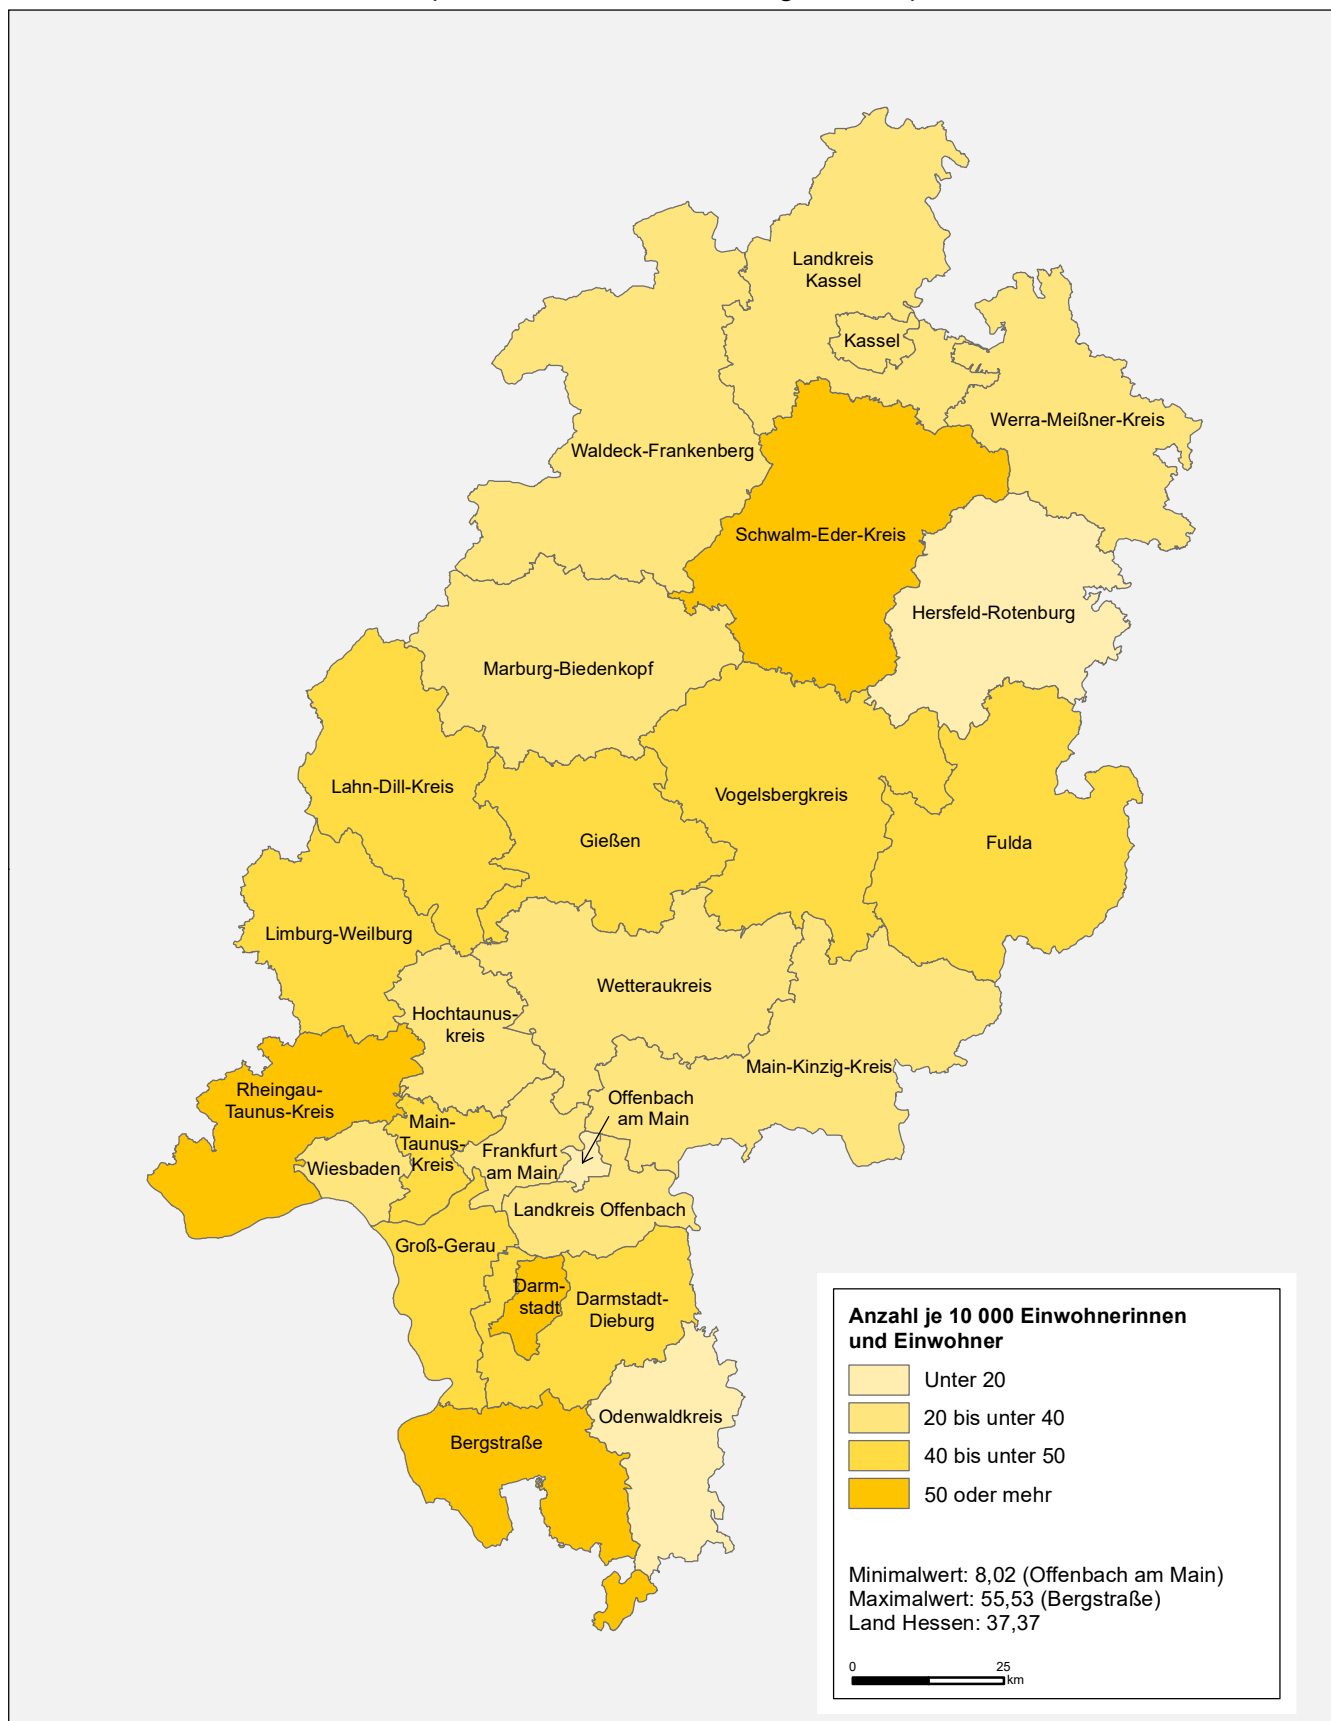 Landkreis
Kassel
Kassel
Werra-Meißner-Kreis
Waldeck-Frankenberg
Schwalm-Eder-Kreis
Hersfeld-Rotenburg
Marburg-Biedenkopf
Lahn-Dill-Kreis
Vogelsbergkreis
Gießen
Fulda
Limburg-Weilburg
Wetteraukreis
Hochtaunus-
kreis
Main-Kinzig-Kreis
Rheingau-
Taunus-Kreis
Offenbach
am Main
Main-
Taunus-
Kreis
Frankfurt
am Main
Wiesbaden
Landkreis Offenbach
Groß-Gerau
Darm-
stadt
Darmstadt-
Dieburg
Odenwaldkreis
Bergstraße
Anzahl je 10 000 Einwohnerinnen
und Einwohner
Unter 20
20 bis unter 40
40 bis unter 50
50 oder mehr
Minimalwert: 8,02 (Offenbach am Main)
Maximalwert: 55,53 (Bergstraße)
Land Hessen: 37,37
0 25
km